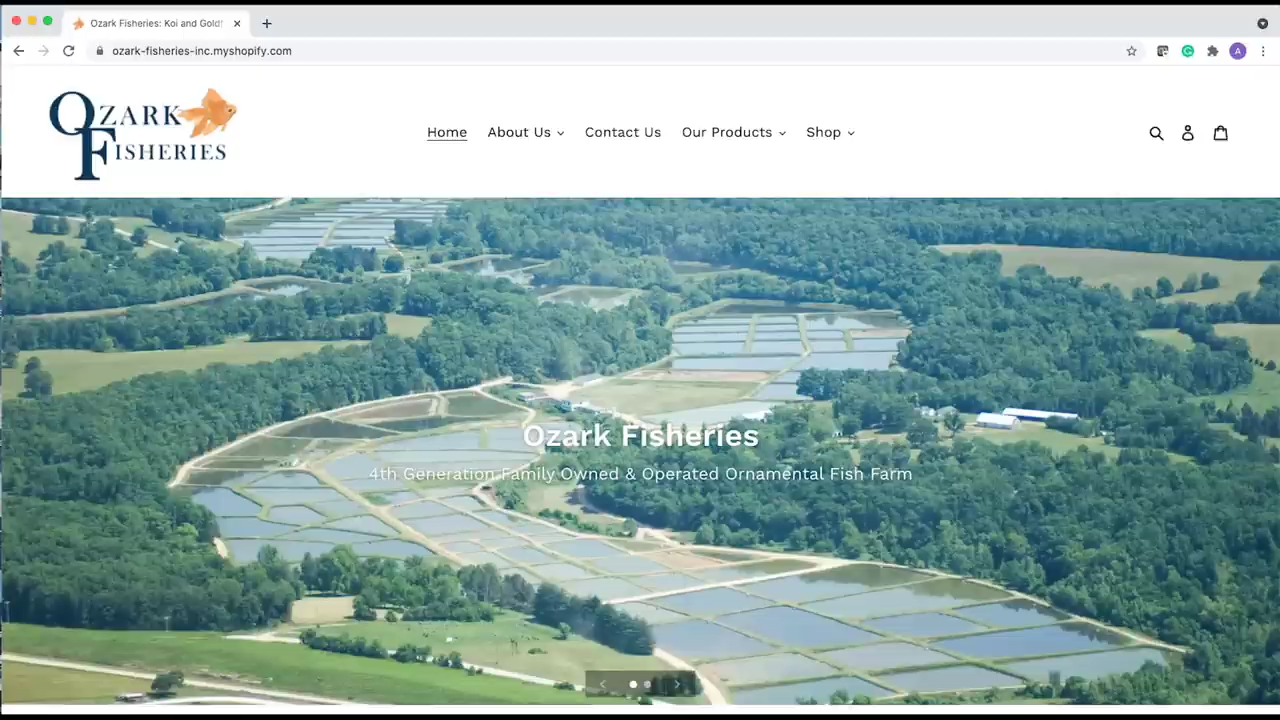 Ozark Fisheries: Koi and Gold
ozark-fisheries-inc.myshopify.com
A
OZARK
FISHERIES
Home About Us Contact Us Our Products Shop
Ozark Fisheries
4th Generation Family Owned & Operated Ornamental Fish Farm